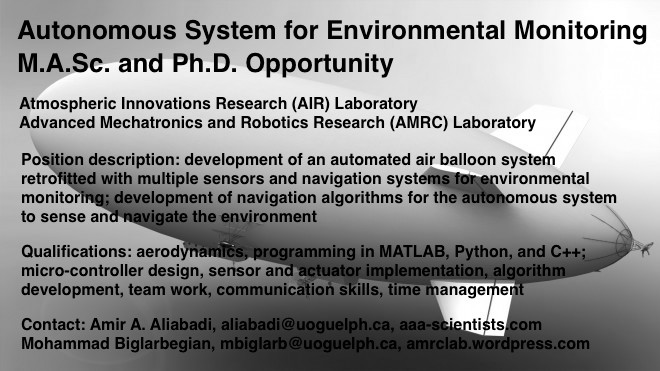 Autonomous System for Environmental Monitoring
M.A.Sc. and Ph.D. Opportunity
Atmospheric Innovations Research (AIR) Laboratory
Advanced Mechatronics and Robotics Research (AMRC) Laboratory
Position description: development of an automated air balloon system
retrofitted with multiple sensors and navigation systems for environmental
monitoring; development of navigation algorithms for the autonomous system
to sense and navigate the environment
Qualifications: aerodynamics, programming in MATLAB, Python, and C++;
micro-controller design, sensor and actuator implementation, algorithm
development, team work, communication skills, time management
Contact: Amir A. Aliabadi, aliabadi@uoguelph.ca, aaa-scientists.com
Mohammad Biglarbegian, mbiglarb@uoguelph.ca, amrclab.wordpress.com